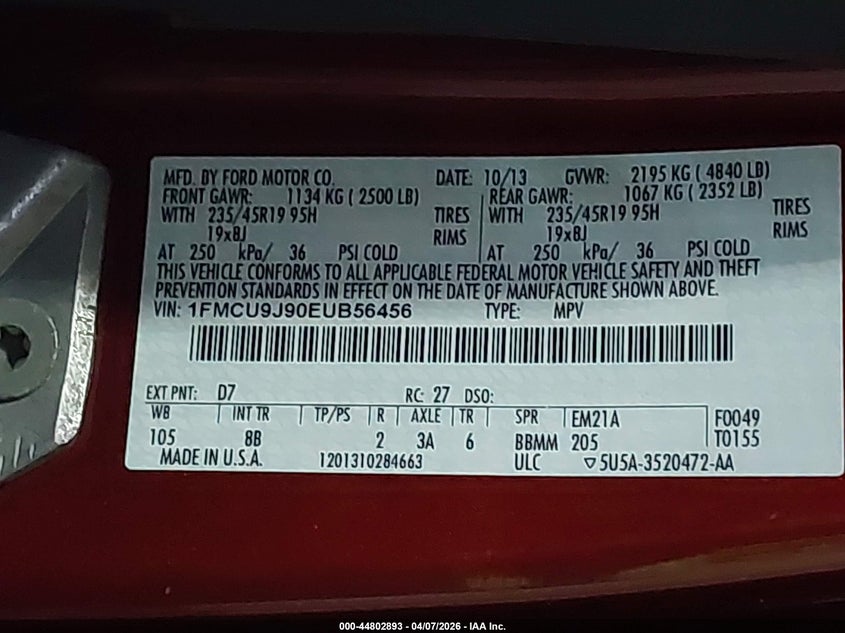 MFD. BY FORD MOTOR CO. DATE: 10/13 GVWR: 2195 KG ( 4840 LB)
FRONT GAWR: 1134 KG ( 2500 LB) REAR GAWR: 1067 KG ( 2352 LB)
WITH 235/45R19 95H TIRES WITH 235/45R19 95H TIRES
19x8J RIMS 19x8J RIMS
AT 250 kPa/ 36 PSI COLD AT 250 kPa/ 36 PSI COLD
THIS VEHICLE CONFORMS TO ALL APPLICABLE FEDERAL MOTOR VEHICLE SAFETY AND THEFT
PREVENTION STANDARDS IN EFFECT ON THE DATE OF MANUFACTURE SHOWN ABOVE.
VIN: 1FMCU9J90EUB56456 TYPE: MPV
EXT PNT: D7 RC: 27 DSO:
WB INT TR TP/PS R AXLE TR SPR EM21A F0049
105 8B 2 3A 6 BBMM 205 T0155
MADE IN U.S.A. 1201310284663 ULC ▽5U5A-3520472-AA
000-44802893 - 04/07/2026 - IAA Inc.